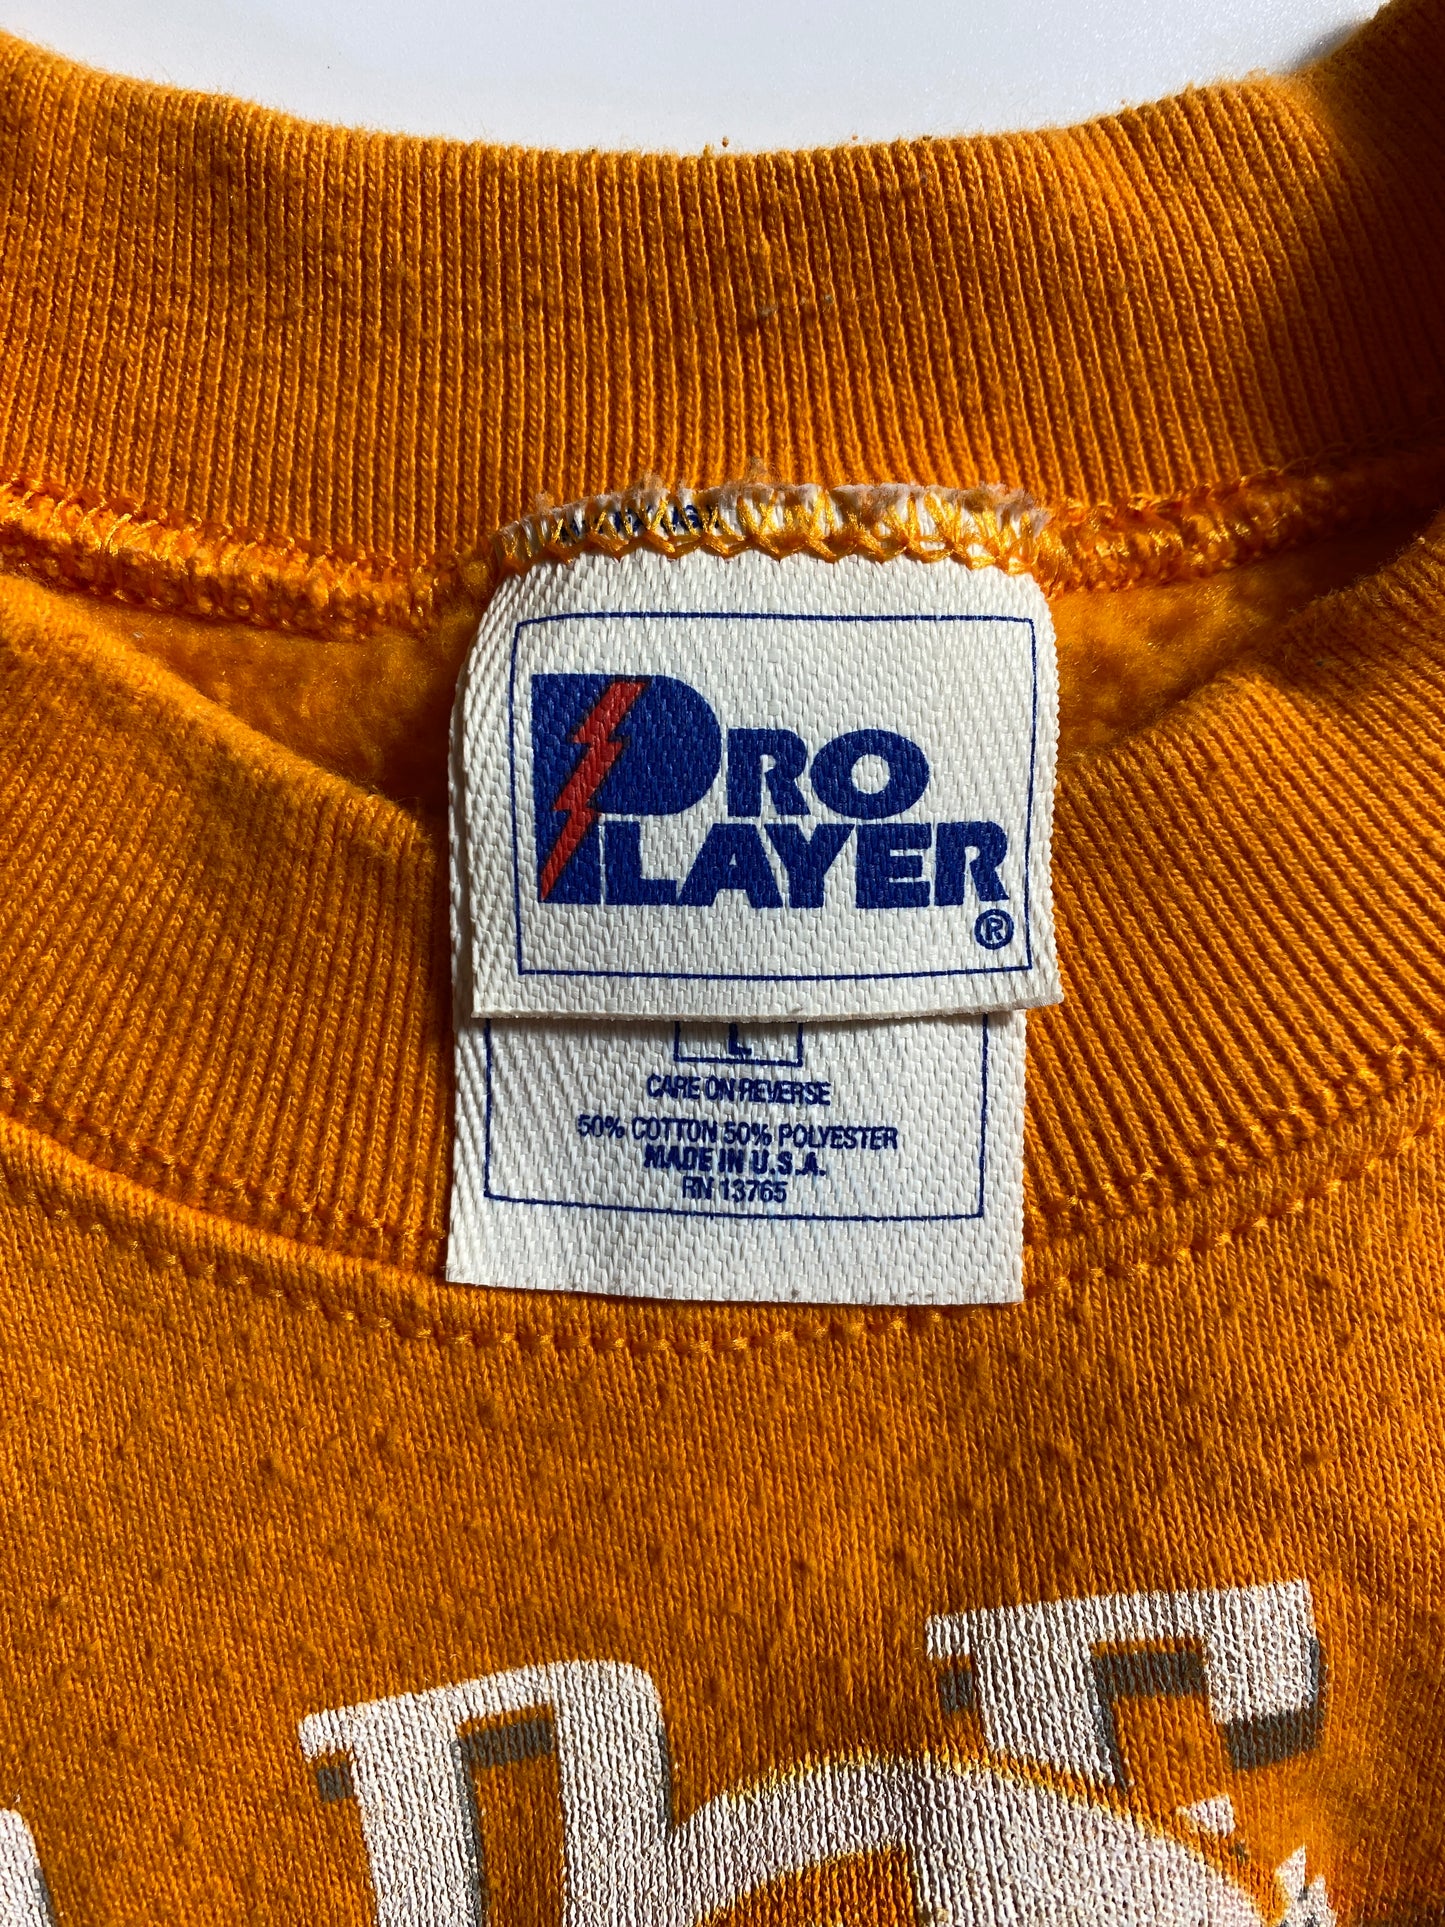 PRO
PLAYER
®
L
CARE ON REVERSE
50% COTTON 50% POLYESTER
MADE IN U.S.A.
RN 13765